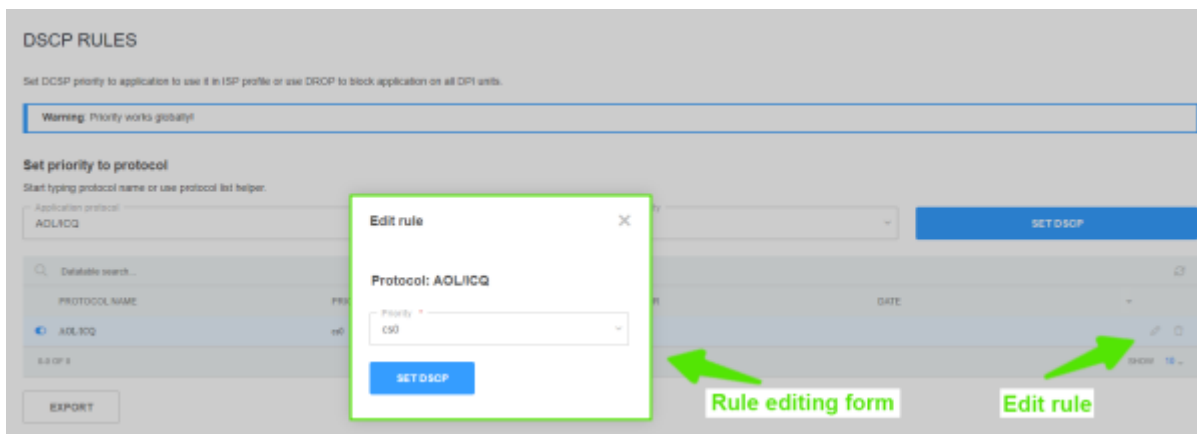 DSCP RULES
Set DCSP priority to application to use it in ISP profile or use DROP to block application on all DPI units.
Warning: Priority works globally!
Set priority to protocol
Start typing protocol name or use protocol list helper.
Application protocol
AOL/ICQ
SET DSCP
Datatable search...
PROTOCOL NAME
DATE
AOL/ICQ
cs0
SHOW 10
EXPORT
Edit rule
Protocol: AOL/ICQ
Priority *
cs0
SET DSCP
Rule editing form
Edit rule